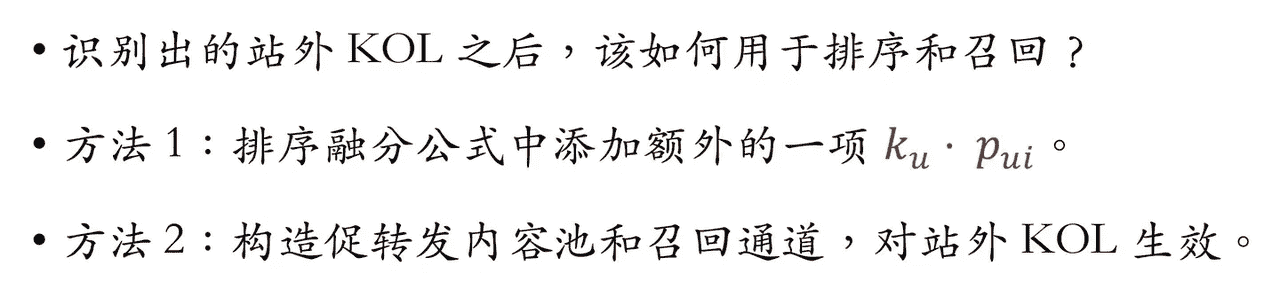 • 识别出的站外 KOL 之后，该如何用于排序和召回？
• 方法 1：排序融分公式中添加额外的一项 kᵤ · pᵤᵢ。
• 方法 2：构造促转发内容池和召回通道，对站外 KOL 生效。